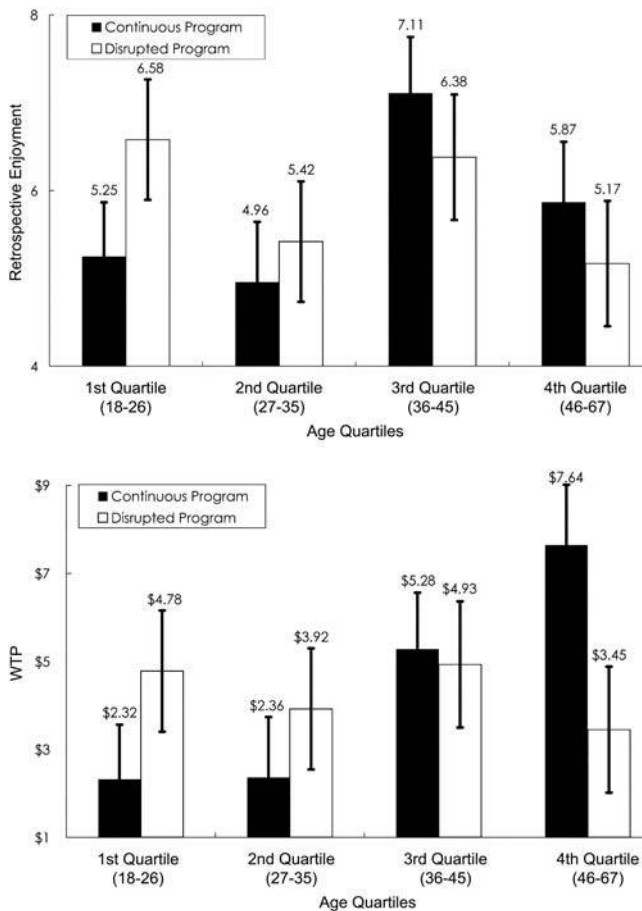 8
■ Continuous Program
□ Disrupted Program
7.11
6.58
6.38
5.87
Retrospective Enjoyment
6
5.25
5.42
5.17
4.96
4
1st Quartile 2nd Quartile 3rd Quartile 4th Quartile
(18-26) (27-35) (36-45) (46-67)
Age Quartiles
$9
■ Continuous Program
□ Disrupted Program
$7.64
$7
$5.28 $4.93
$4.78
WTP
$5
$3.92
$3.45
$2.32 $2.36
$3
$1
1st Quartile 2nd Quartile 3rd Quartile 4th Quartile
(18-26) (27-35) (36-45) (46-67)
Age Quartiles